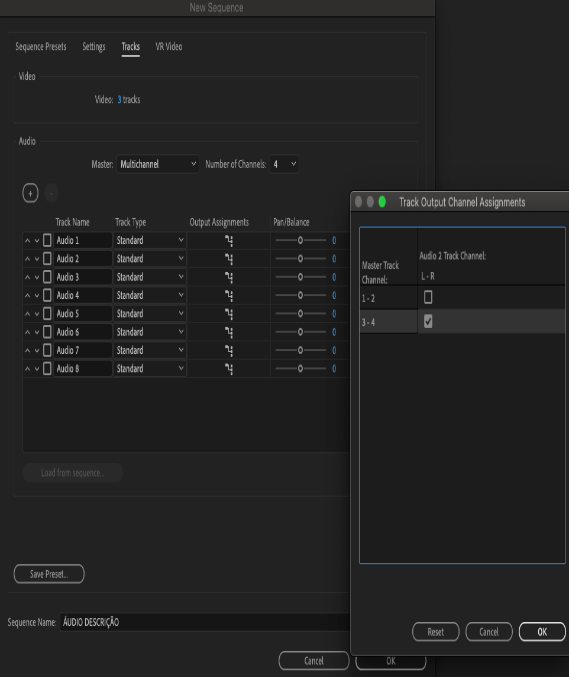 New Sequence
Sequence Presets Settings Tracks VR Video
Video
Video: 3 tracks
Audio
Master: Multichannel Number of Channels: 4
+ -
Track Name Track Type Output Assignments Pan/Balance
Audio 1 Standard 0
Audio 2 Standard 0
Audio 3 Standard 0
Audio 4 Standard 0
Audio 5 Standard 0
Audio 6 Standard 0
Audio 7 Standard 0
Audio 8 Standard 0
Load from sequence...
Save Preset...
Sequence Name: ÁUDIO DESCRIÇÃO
Cancel OK
Track Output Channel Assignments
Master Track
Channel:
Audio 2 Track Channel:
L - R
1 - 2
3 - 4
Reset Cancel OK